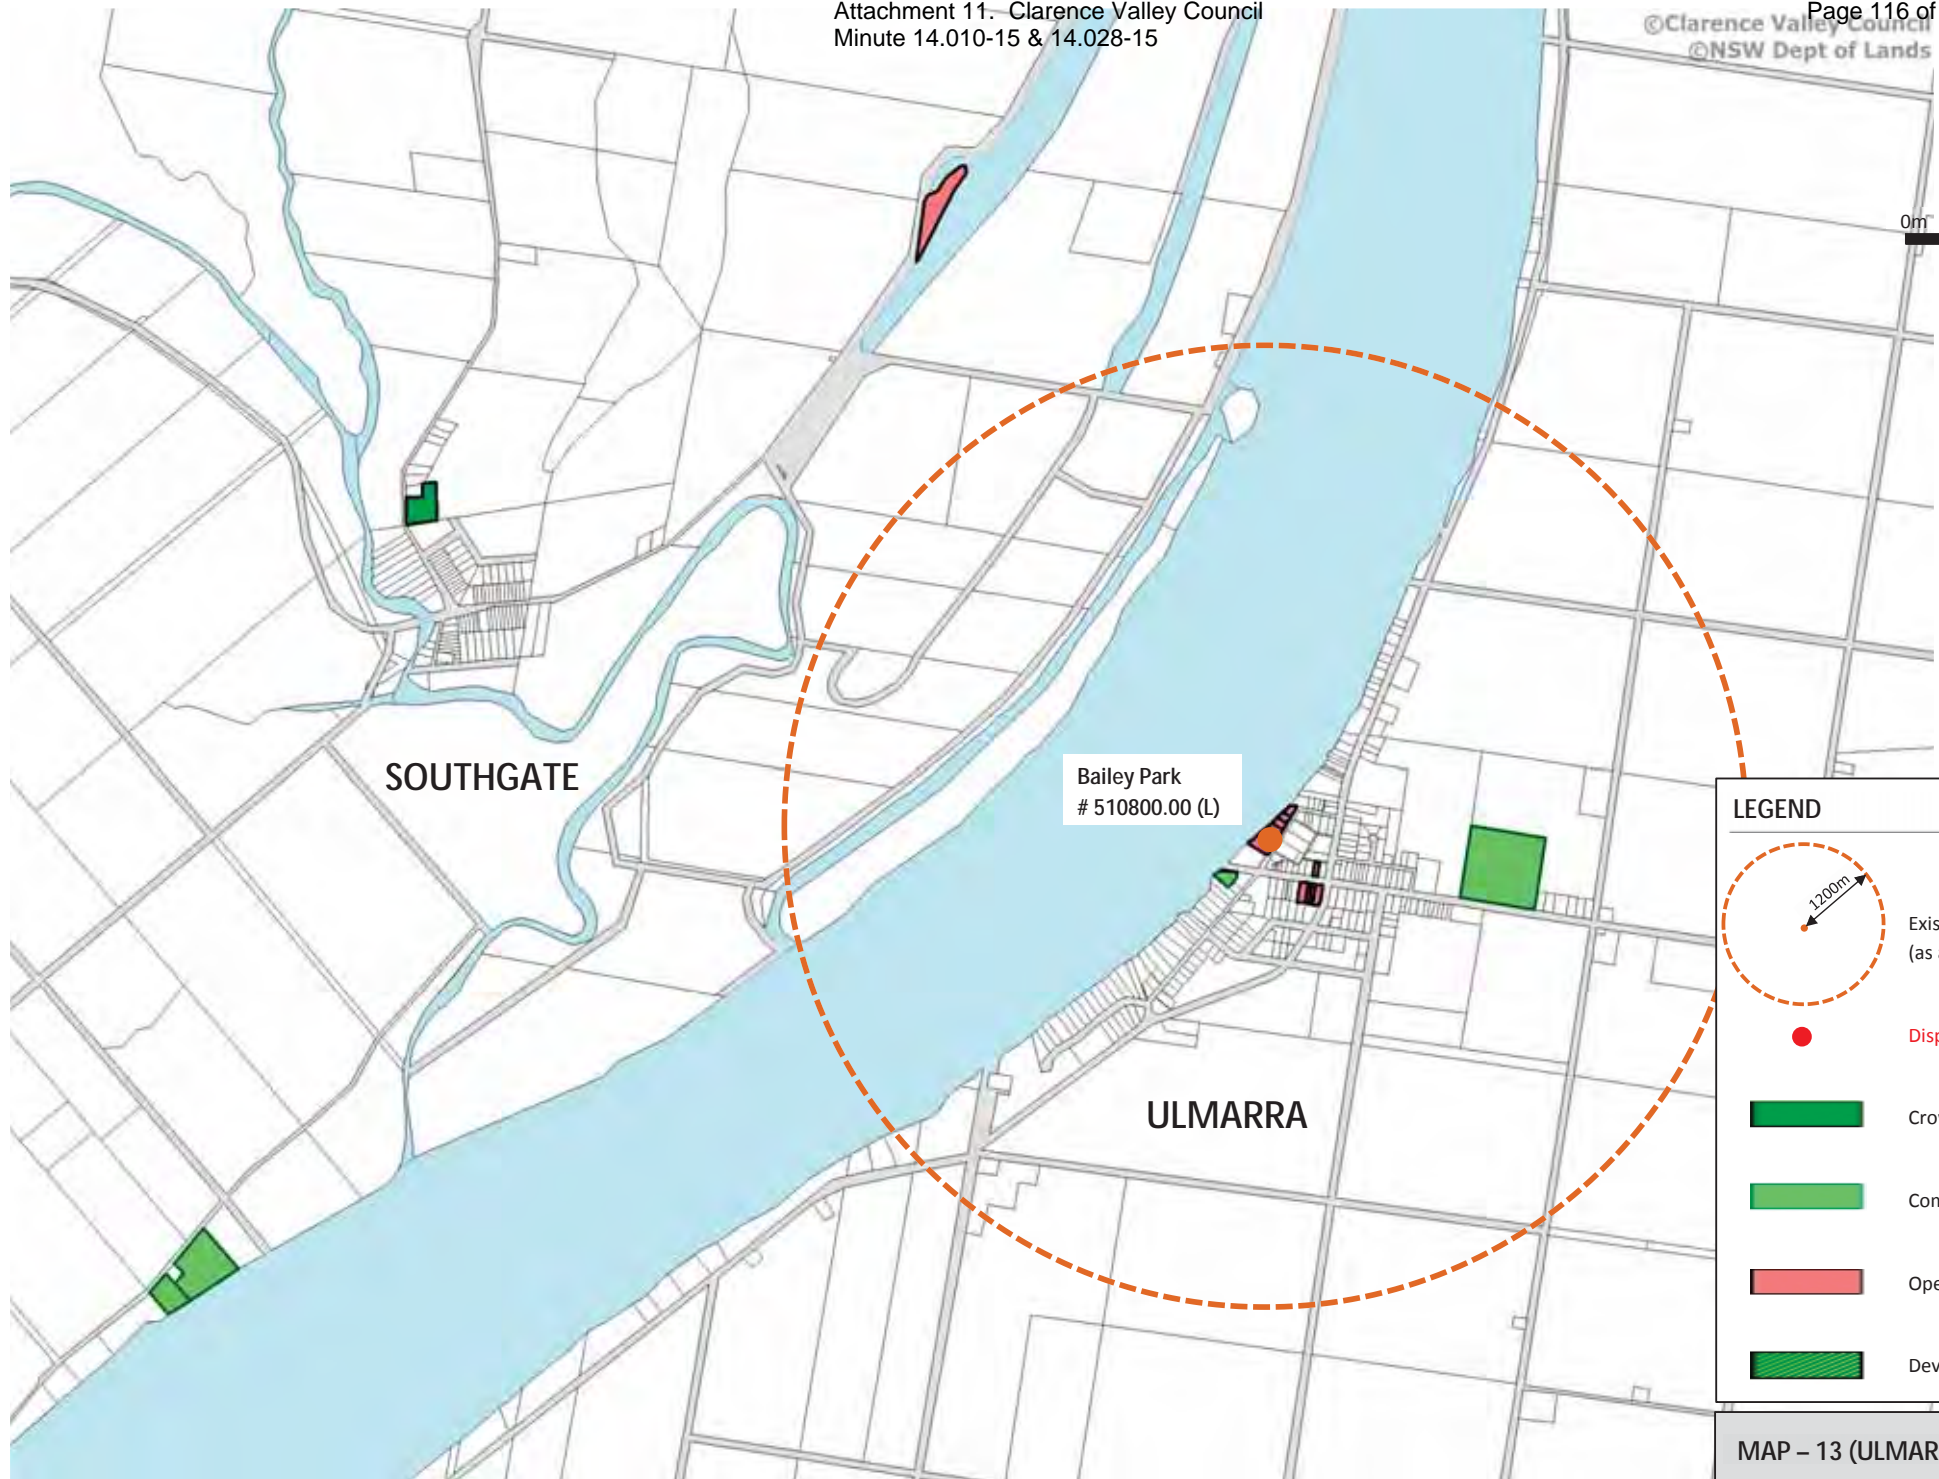 Attachment 11. Clarence Valley Council
Minute 14.010-15 & 14.028-15
Page 116 of
©Clarence Valley Council
©NSW Dept of Lands
0m
SOUTHGATE
Bailey Park
# 510800.00 (L)
ULMARRA
LEGEND
1200m
Exis
(as
Disp
Crow
Com
Ope
Dev
MAP – 13 (ULMAR